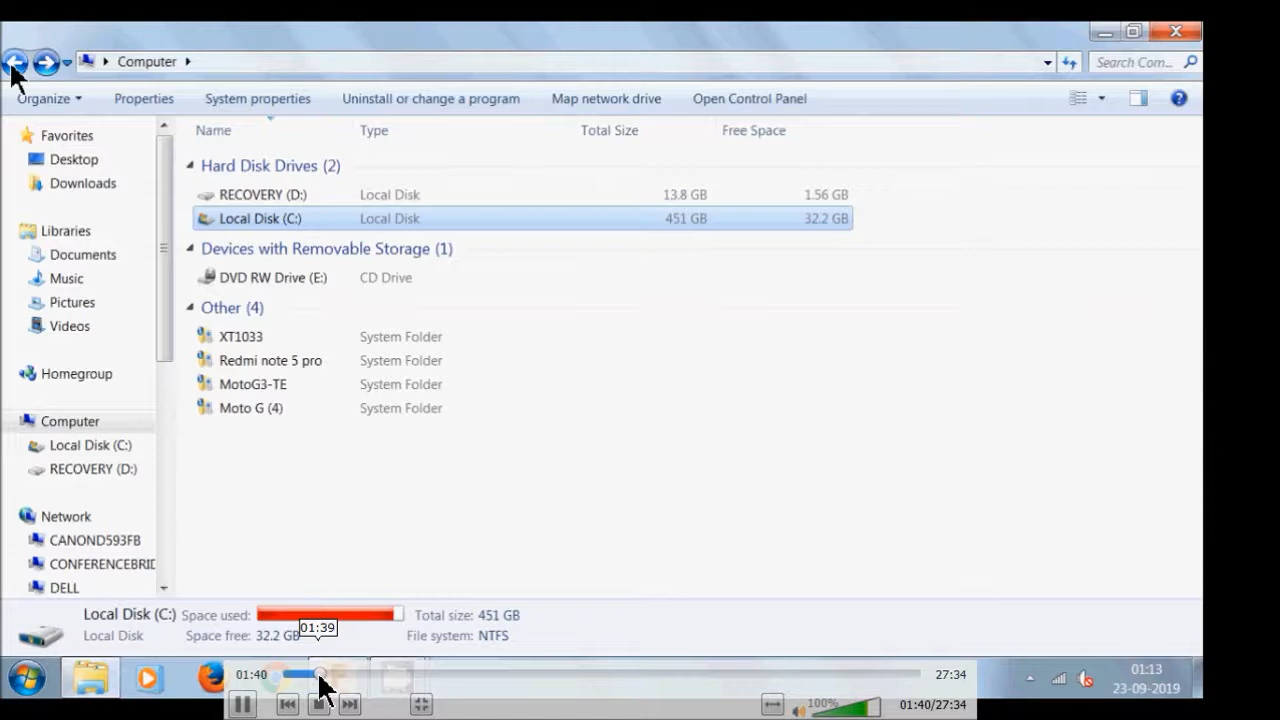 Computer
Search Com...
Organize Properties System properties Uninstall or change a program Map network drive Open Control Panel
Favorites
Desktop
Downloads
Libraries
Documents
Music
Pictures
Videos
Homegroup
Computer
Local Disk (C:)
RECOVERY (D:)
Network
CANOND593FB
CONFERENCEBRID
DELL
Name Type Total Size Free Space
Hard Disk Drives (2)
RECOVERY (D:) Local Disk 13.8 GB 1.56 GB
Local Disk (C:) Local Disk 451 GB 32.2 GB
Devices with Removable Storage (1)
DVD RW Drive (E:) CD Drive
Other (4)
XT1033 System Folder
Redmi note 5 pro System Folder
MotoG3-TE System Folder
Moto G (4) System Folder
Local Disk (C:) Space used: Total size: 451 GB
Local Disk Space free: 32.2 GB File system: NTFS
01:39
01:40 27:34
100% 01:40/27:34
01:13
23-09-2019